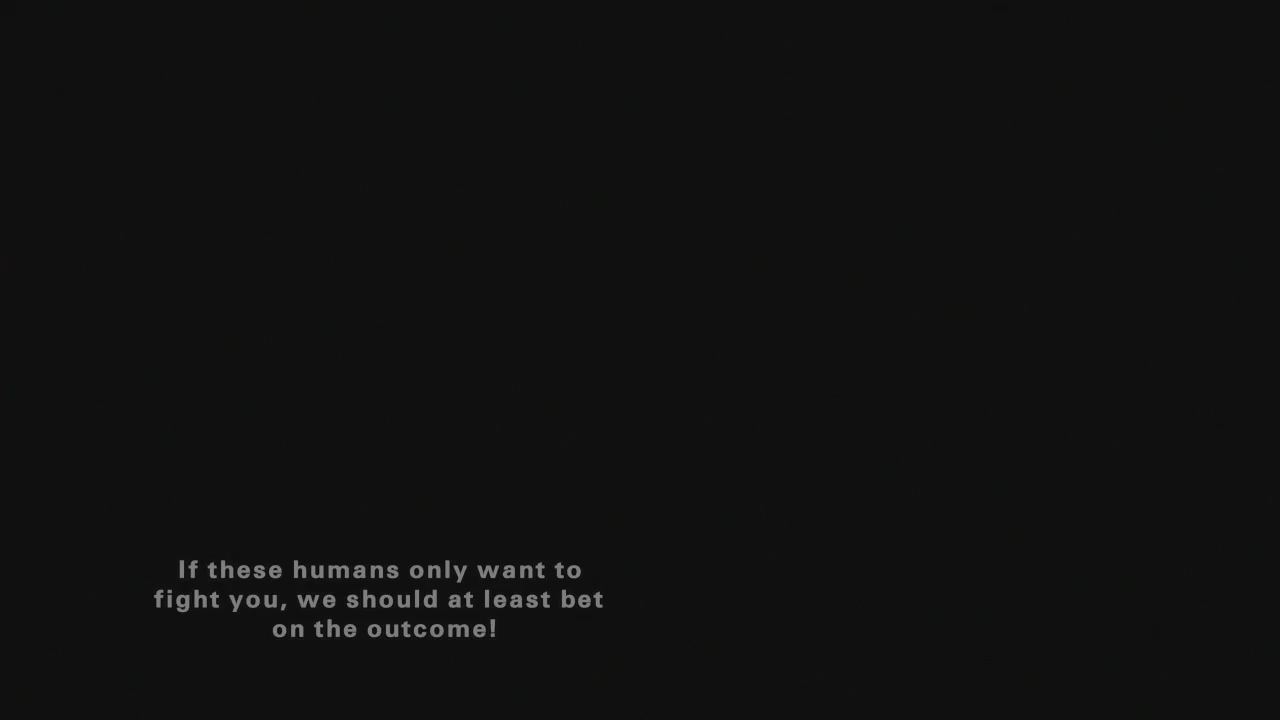 If these humans only want to
fight you, we should at least bet
on the outcome!